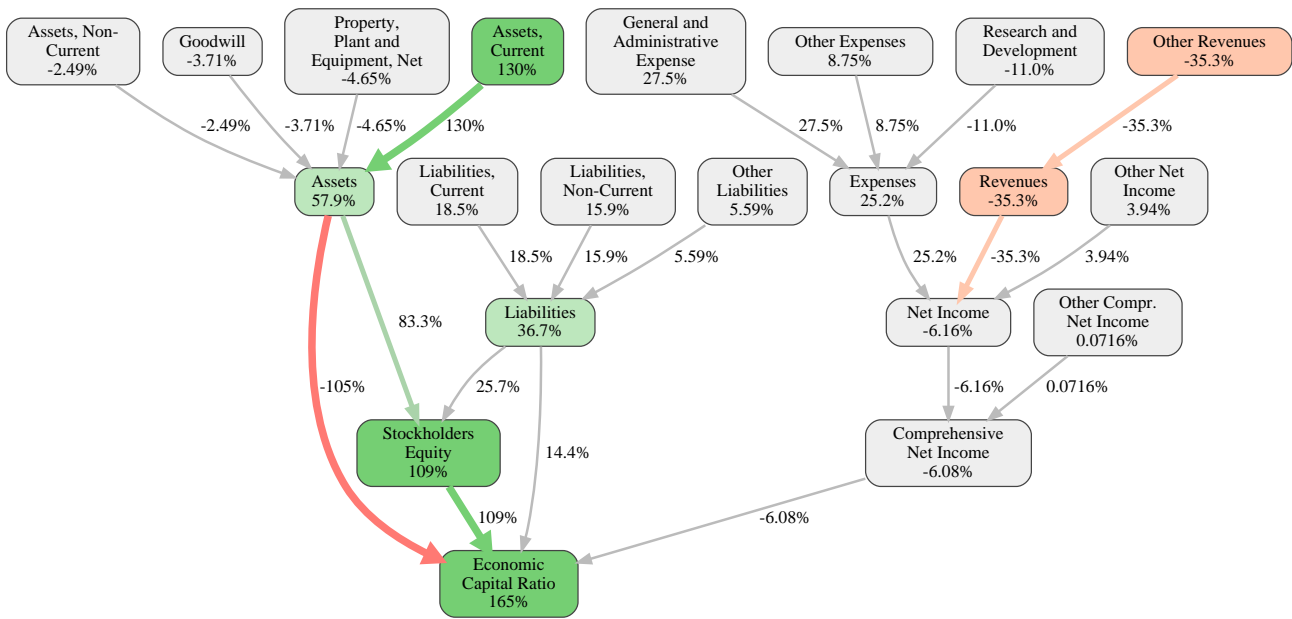 Assets, Non-
Current
-2.49%
Goodwill
-3.71%
Property,
Plant and
Equipment, Net
-4.65%
Assets,
Current
130%
General and
Administrative
Expense
27.5%
Other Expenses
8.75%
Research and
Development
-11.0%
Other Revenues
-35.3%
-2.49%
-3.71%
-4.65%
130%
27.5%
8.75%
-11.0%
-35.3%
Assets
57.9%
Liabilities,
Current
18.5%
Liabilities,
Non-Current
15.9%
Other
Liabilities
5.59%
Expenses
25.2%
Revenues
-35.3%
Other Net
Income
3.94%
18.5%
15.9%
5.59%
25.2%
-35.3%
3.94%
83.3%
Liabilities
36.7%
Net Income
-6.16%
Other Compr.
Net Income
0.0716%
-105%
25.7%
-6.16%
0.0716%
Stockholders
Equity
109%
14.4%
Comprehensive
Net Income
-6.08%
109%
-6.08%
Economic
Capital Ratio
165%